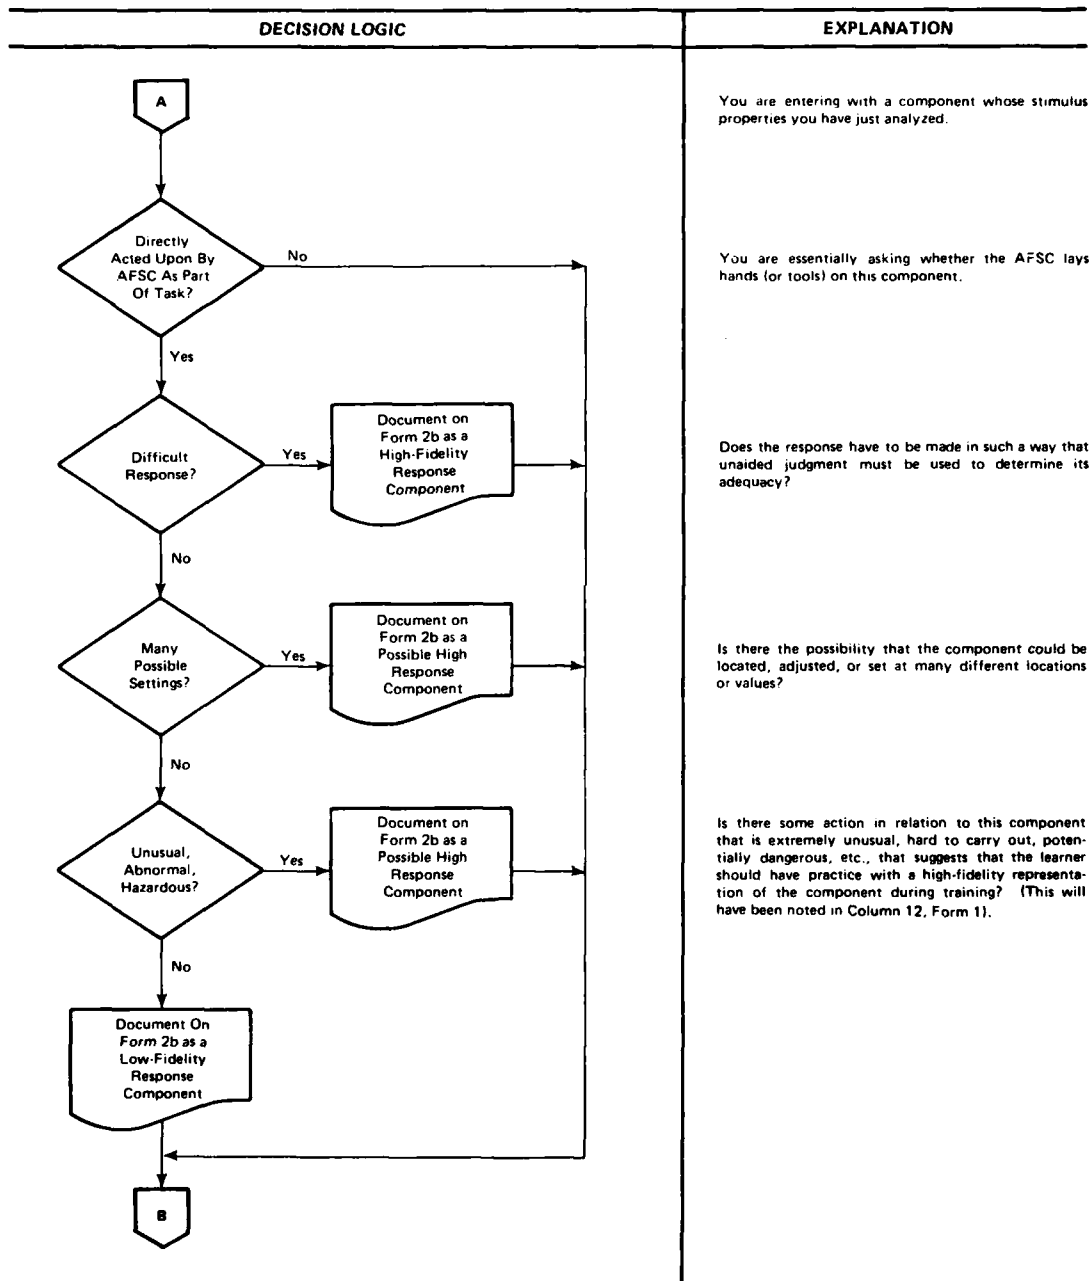 DECISION LOGIC
EXPLANATION
A
You are entering with a component whose stimulus
properties you have just analyzed.
Directly
Acted Upon By
AFSC As Part
Of Task?
No
You are essentially asking whether the AFSC lays
hands (or tools) on this component.
Yes
Difficult
Response?
Yes
Document on
Form 2b as a
High-Fidelity
Response
Component
Does the response have to be made in such a way that
unaided judgment must be used to determine its
adequacy?
No
Many
Possible
Settings?
Yes
Document on
Form 2b as a
Possible High
Response
Component
Is there the possibility that the component could be
located, adjusted, or set at many different locations
or values?
No
Unusual,
Abnormal,
Hazardous?
Yes
Document on
Form 2b as a
Possible High
Response
Component
Is there some action in relation to this component
that is extremely unusual, hard to carry out, poten-
tially dangerous, etc., that suggests that the learner
should have practice with a high-fidelity representa-
tion of the component during training? (This will
have been noted in Column 12, Form 1).
No
Document On
Form 2b as a
Low-Fidelity
Response
Component
B